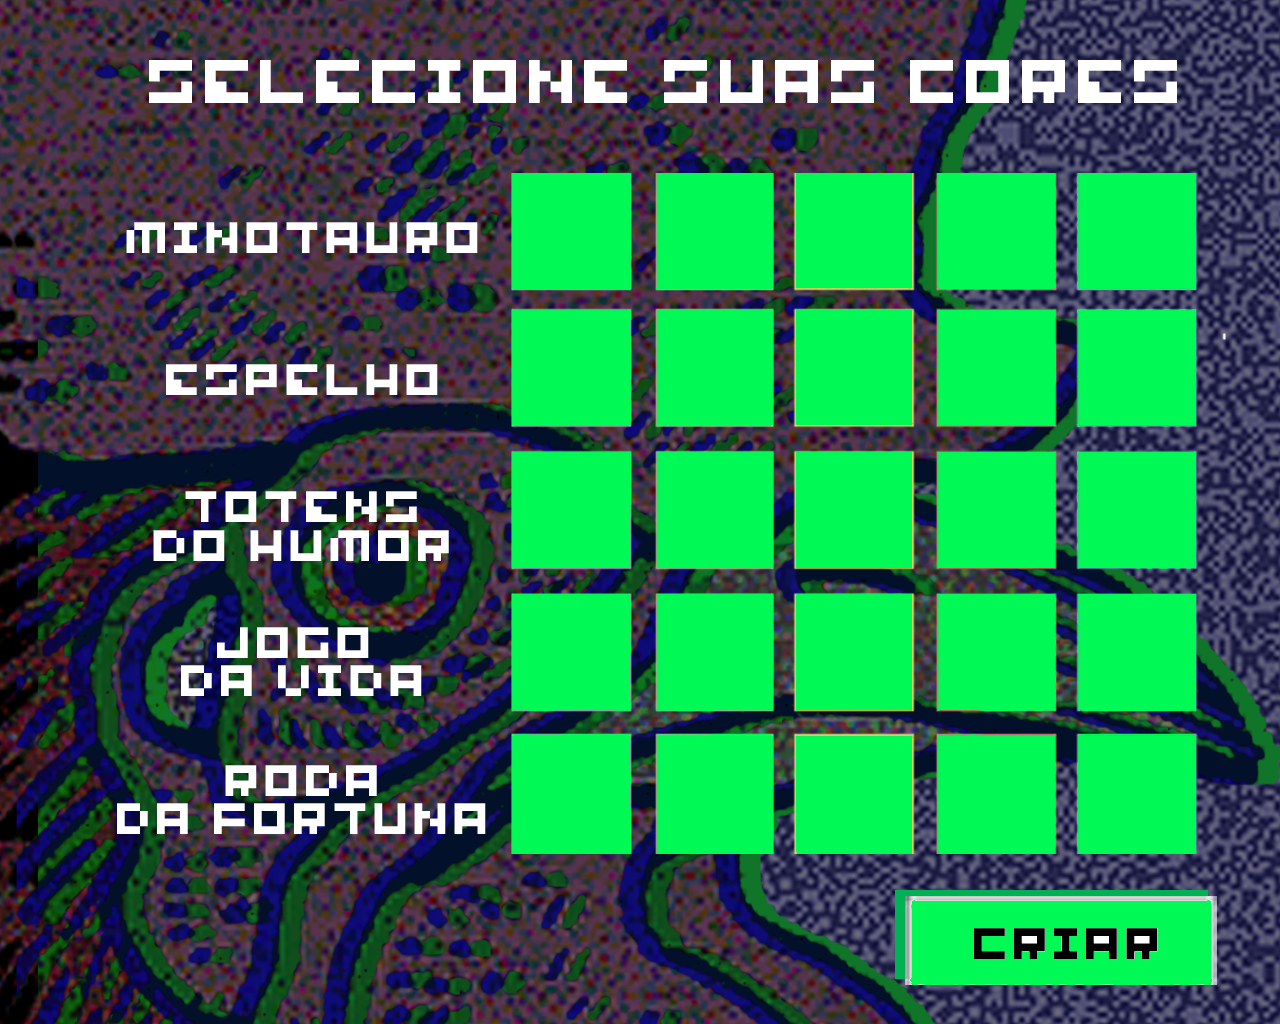 SELECIONE SUAS CORES
MINOTAURO
ESPELHO
TOTENS
DO HUMOR
JOGO
DA VIDA
RODA
DA FORTUNA
CRIAR